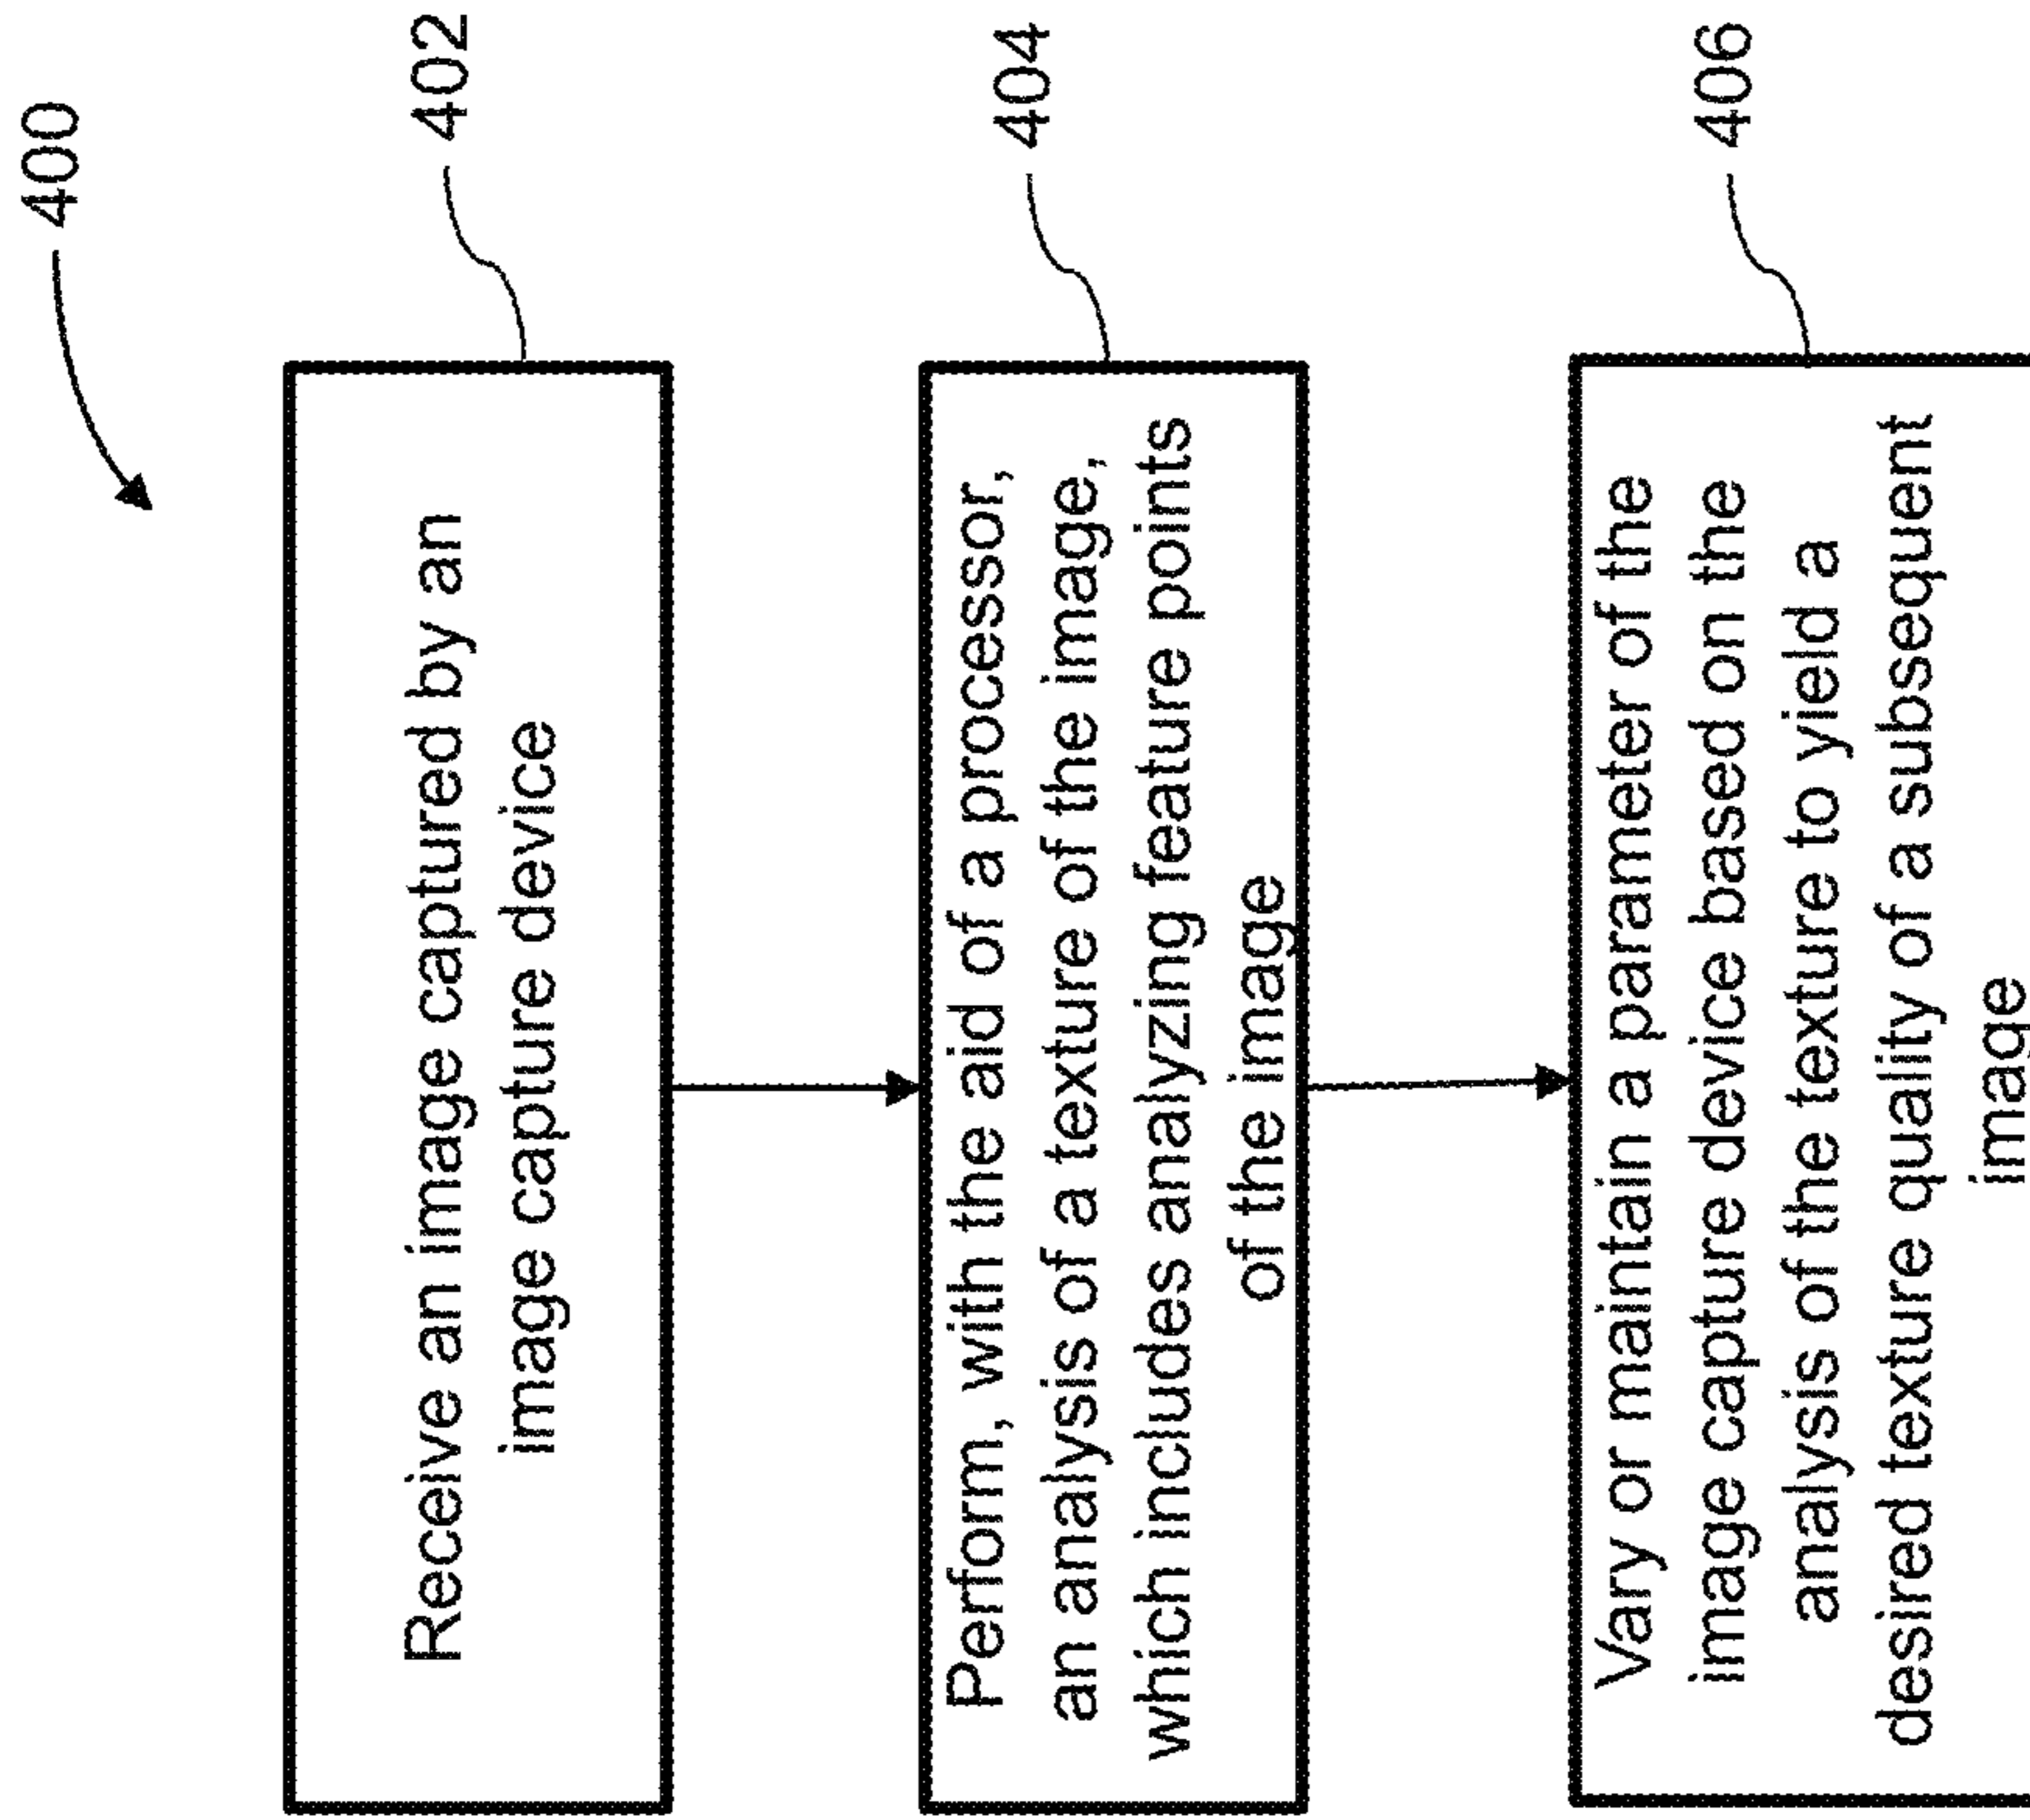 400
402
Receive an image captured by an
image capture device
404
Perform, with the aid of a processor,
an analysis of a texture of the image,
which includes analyzing feature points
of the image
406
Vary or maintain a parameter of the
image capture device based on the
analysis of the texture to yield a
desired texture quality of a subsequent
image